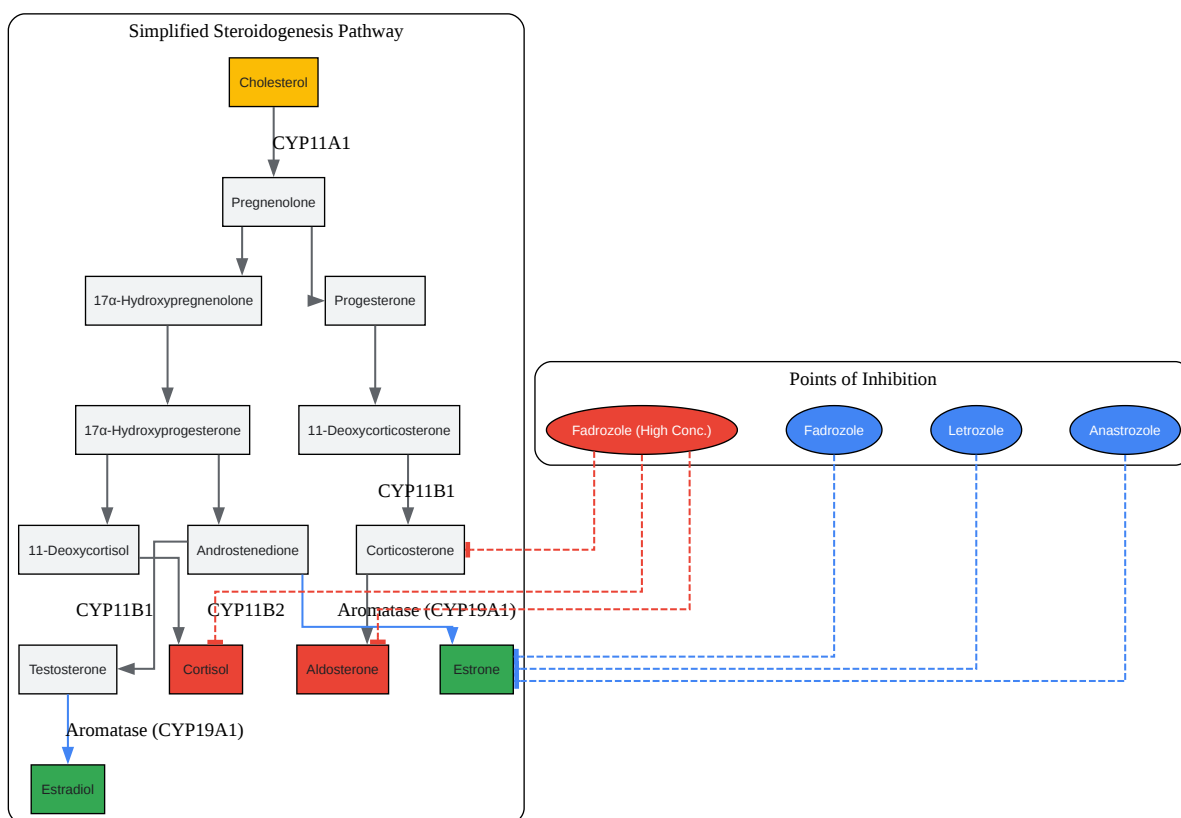 Simplified Steroidogenesis Pathway
Cholesterol
CYP11A1
Pregnenolone
17α-Hydroxypregnenolone
Progesterone
17α-Hydroxyprogesterone
11-Deoxycorticosterone
CYP11B1
11-Deoxycortisol
Androstenedione
Corticosterone
CYP11B1
CYP11B2
Aromatase (CYP19A1)
Testosterone
Cortisol
Aldosterone
Estrone
Aromatase (CYP19A1)
Estradiol
Points of Inhibition
Fadrozole (High Conc.)
Fadrozole
Letrozole
Anastrozole